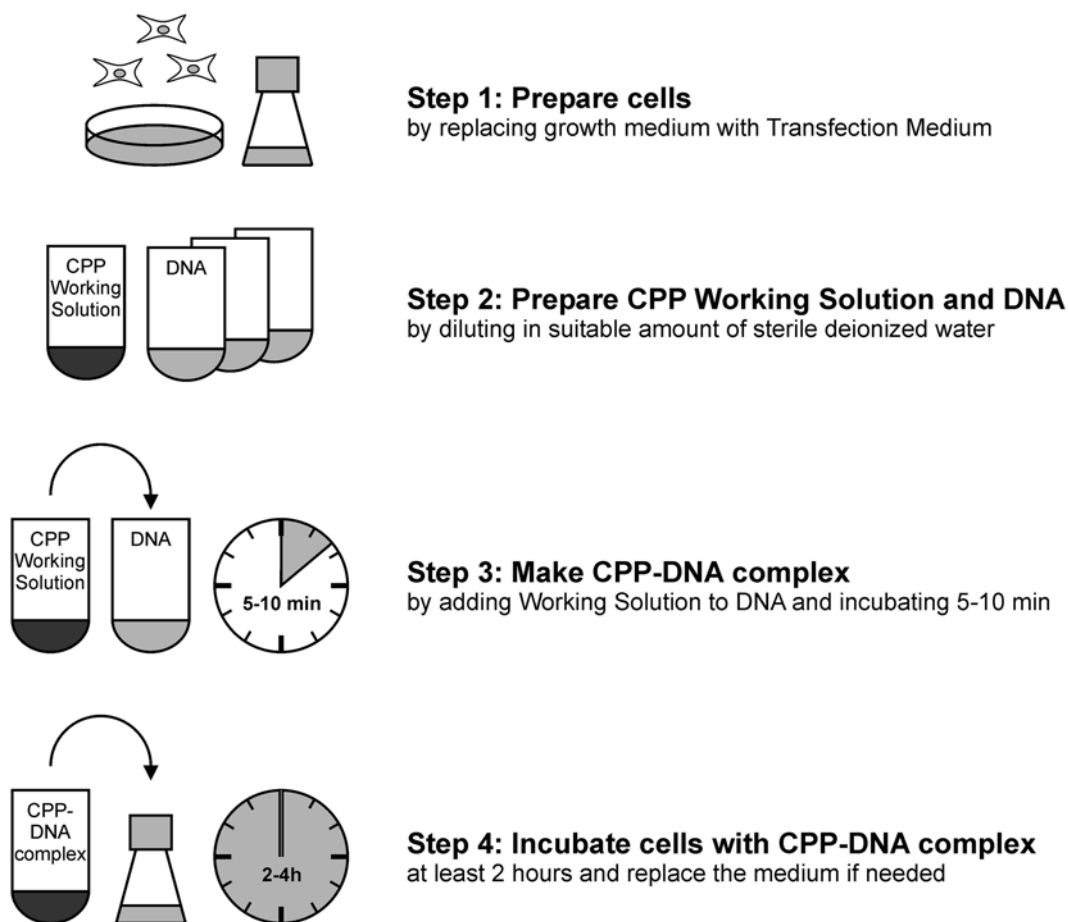 Step 1: Prepare cells
by replacing growth medium with Transfection Medium
CPP
Working
Solution
DNA
Step 2: Prepare CPP Working Solution and DNA
by diluting in suitable amount of sterile deionized water
CPP
Working
Solution
DNA
5-10 min
Step 3: Make CPP-DNA complex
by adding Working Solution to DNA and incubating 5-10 min
CPP-
DNA
complex
2-4h
Step 4: Incubate cells with CPP-DNA complex
at least 2 hours and replace the medium if needed